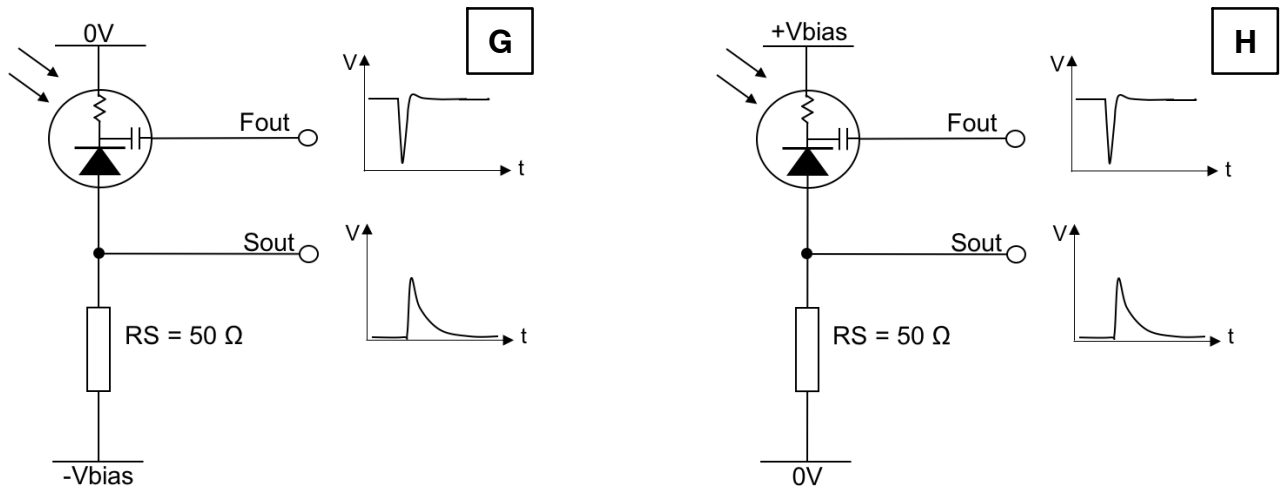 0V
G
V
Fout
t
V
Sout
t
RS = 50 Ω
-Vbias
+Vbias
H
V
Fout
t
V
Sout
t
RS = 50 Ω
0V